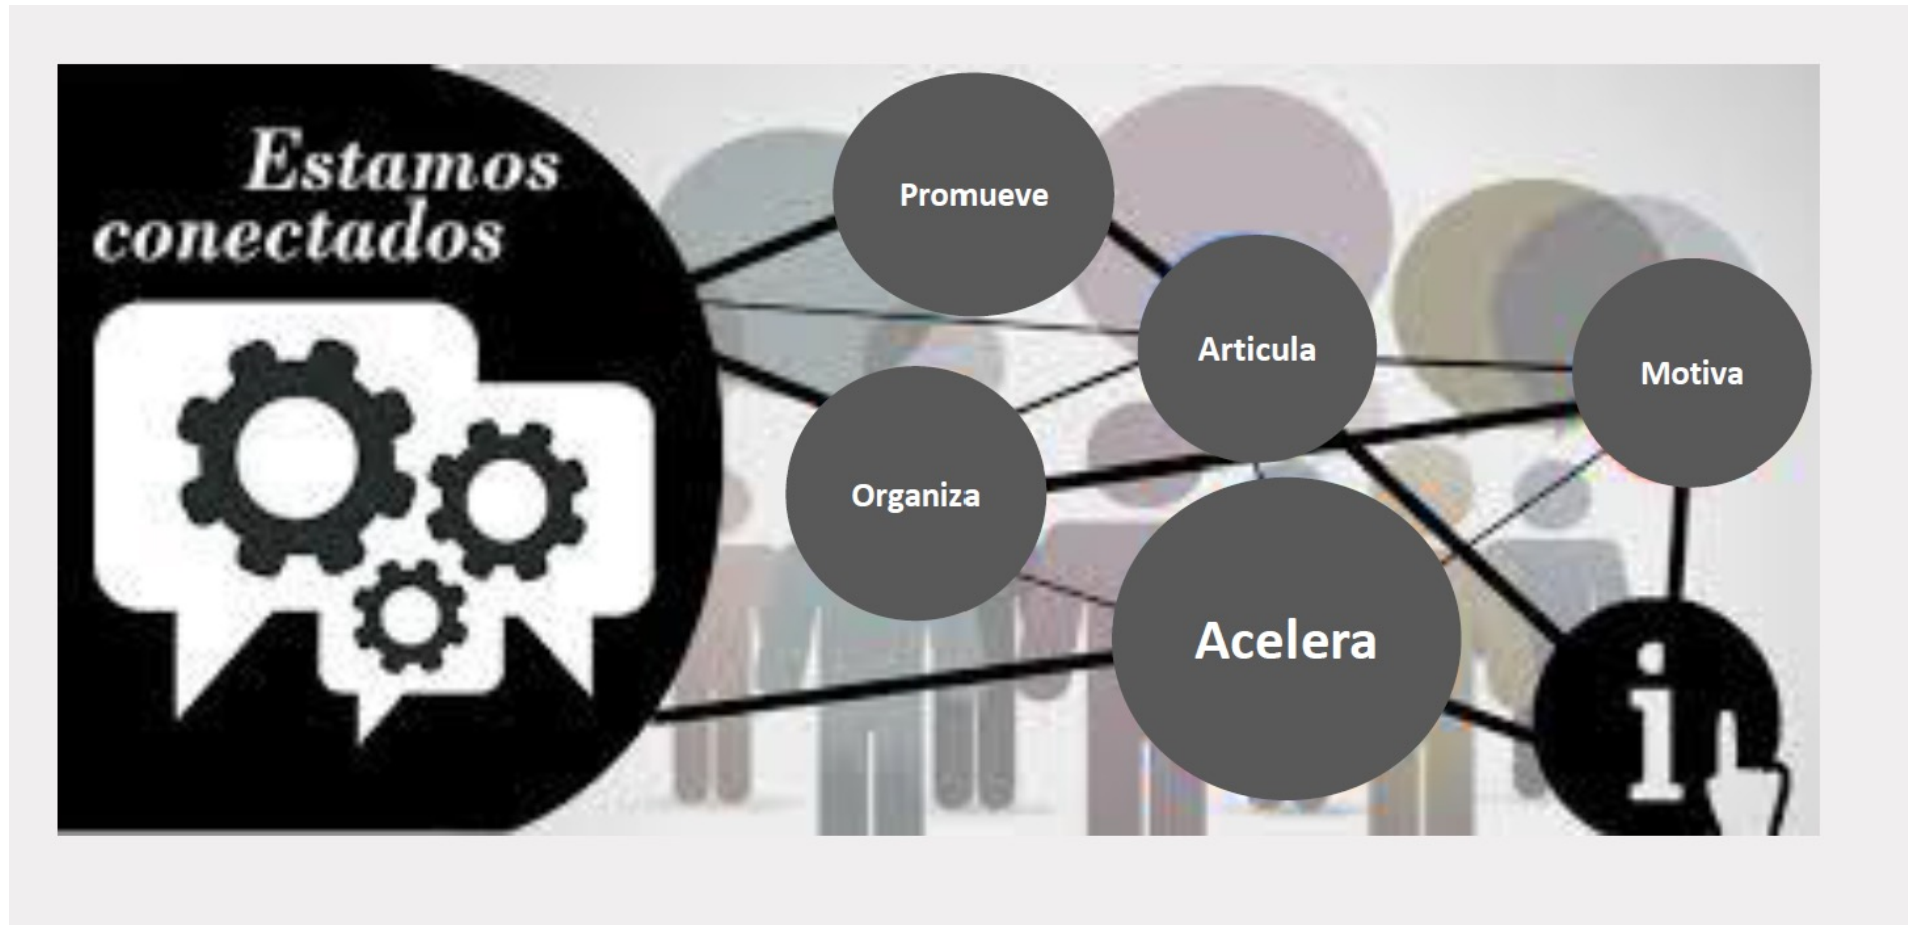 Estamos
conectados
Promueve
Articula
Motiva
Organiza
Acelera
i